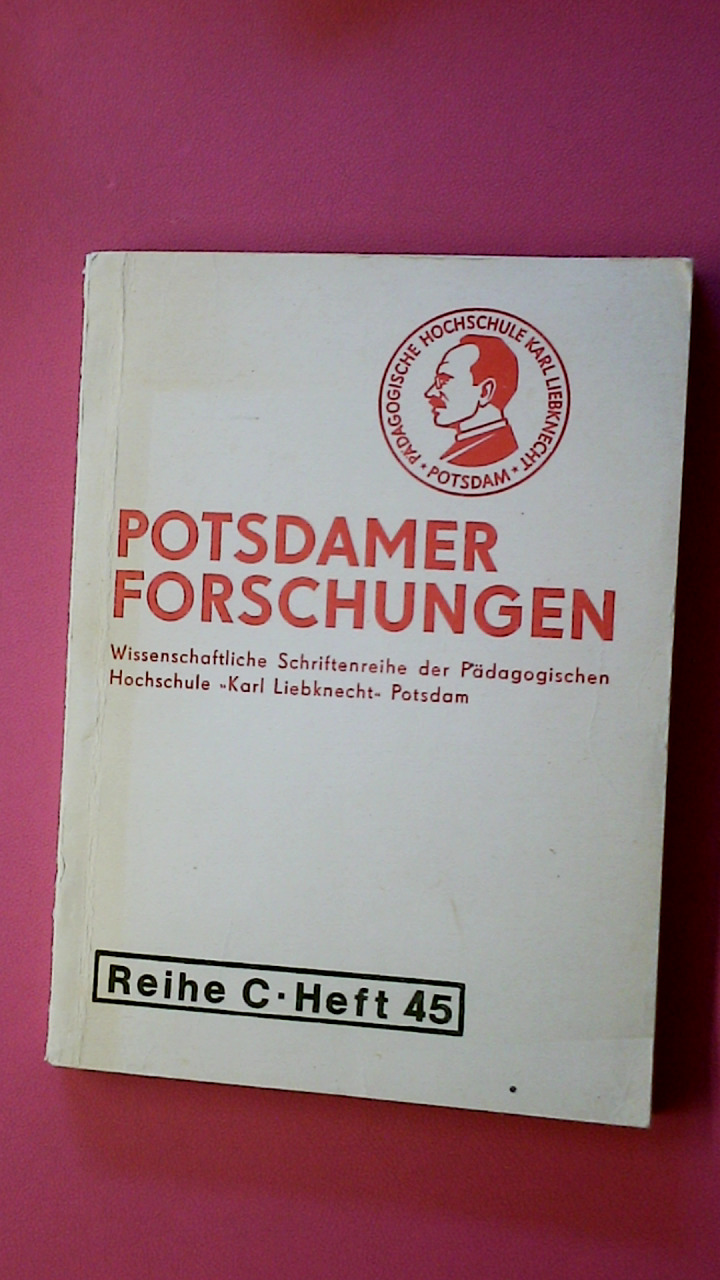 PÄDAGOGISCHE HOCHSCHULE KARL LIEBKNECHT
* POTSDAM *
POTSDAMER
FORSCHUNGEN
Wissenschaftliche Schriftenreihe der Pädagogischen
Hochschule „Karl Liebknecht“ Potsdam
Reihe C · Heft 45